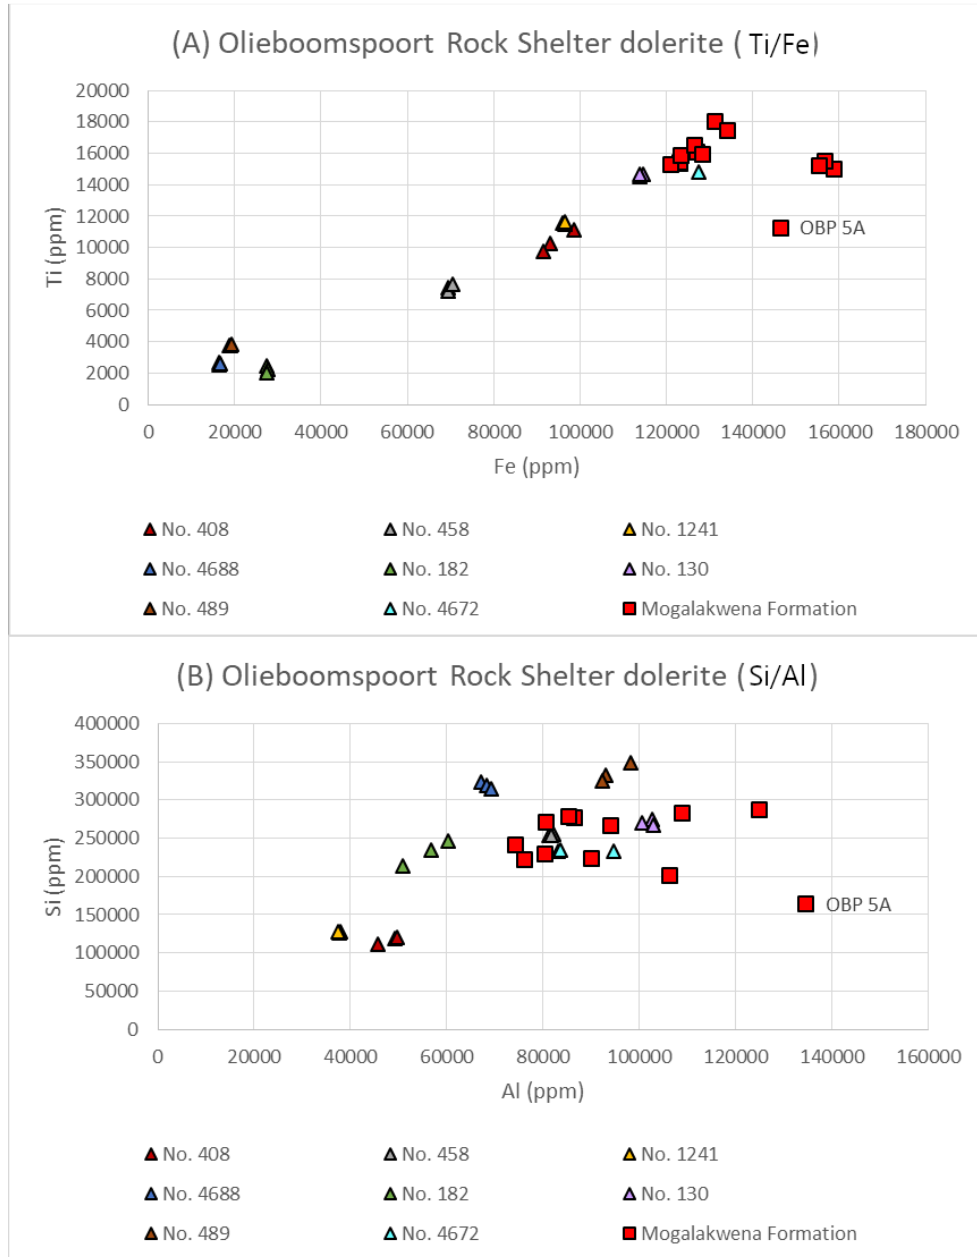 (A) Olieboomspoort Rock Shelter dolerite (Ti/Fe)
20000
18000
16000
14000
12000
10000
8000
6000
4000
2000
0
Ti (ppm)
OBP 5A
0 20000 40000 60000 80000 100000 120000 140000 160000 180000
Fe (ppm)
No. 408 No. 458 No. 1241
No. 4688 No. 182 No. 130
No. 489 No. 4672 Mogalakwena Formation
(B) Olieboomspoort Rock Shelter dolerite (Si/Al)
400000
350000
300000
250000
200000
150000
100000
50000
0
Si (ppm)
OBP 5A
0 20000 40000 60000 80000 100000 120000 140000 160000
Al (ppm)
No. 408 No. 458 No. 1241
No. 4688 No. 182 No. 130
No. 489 No. 4672 Mogalakwena Formation